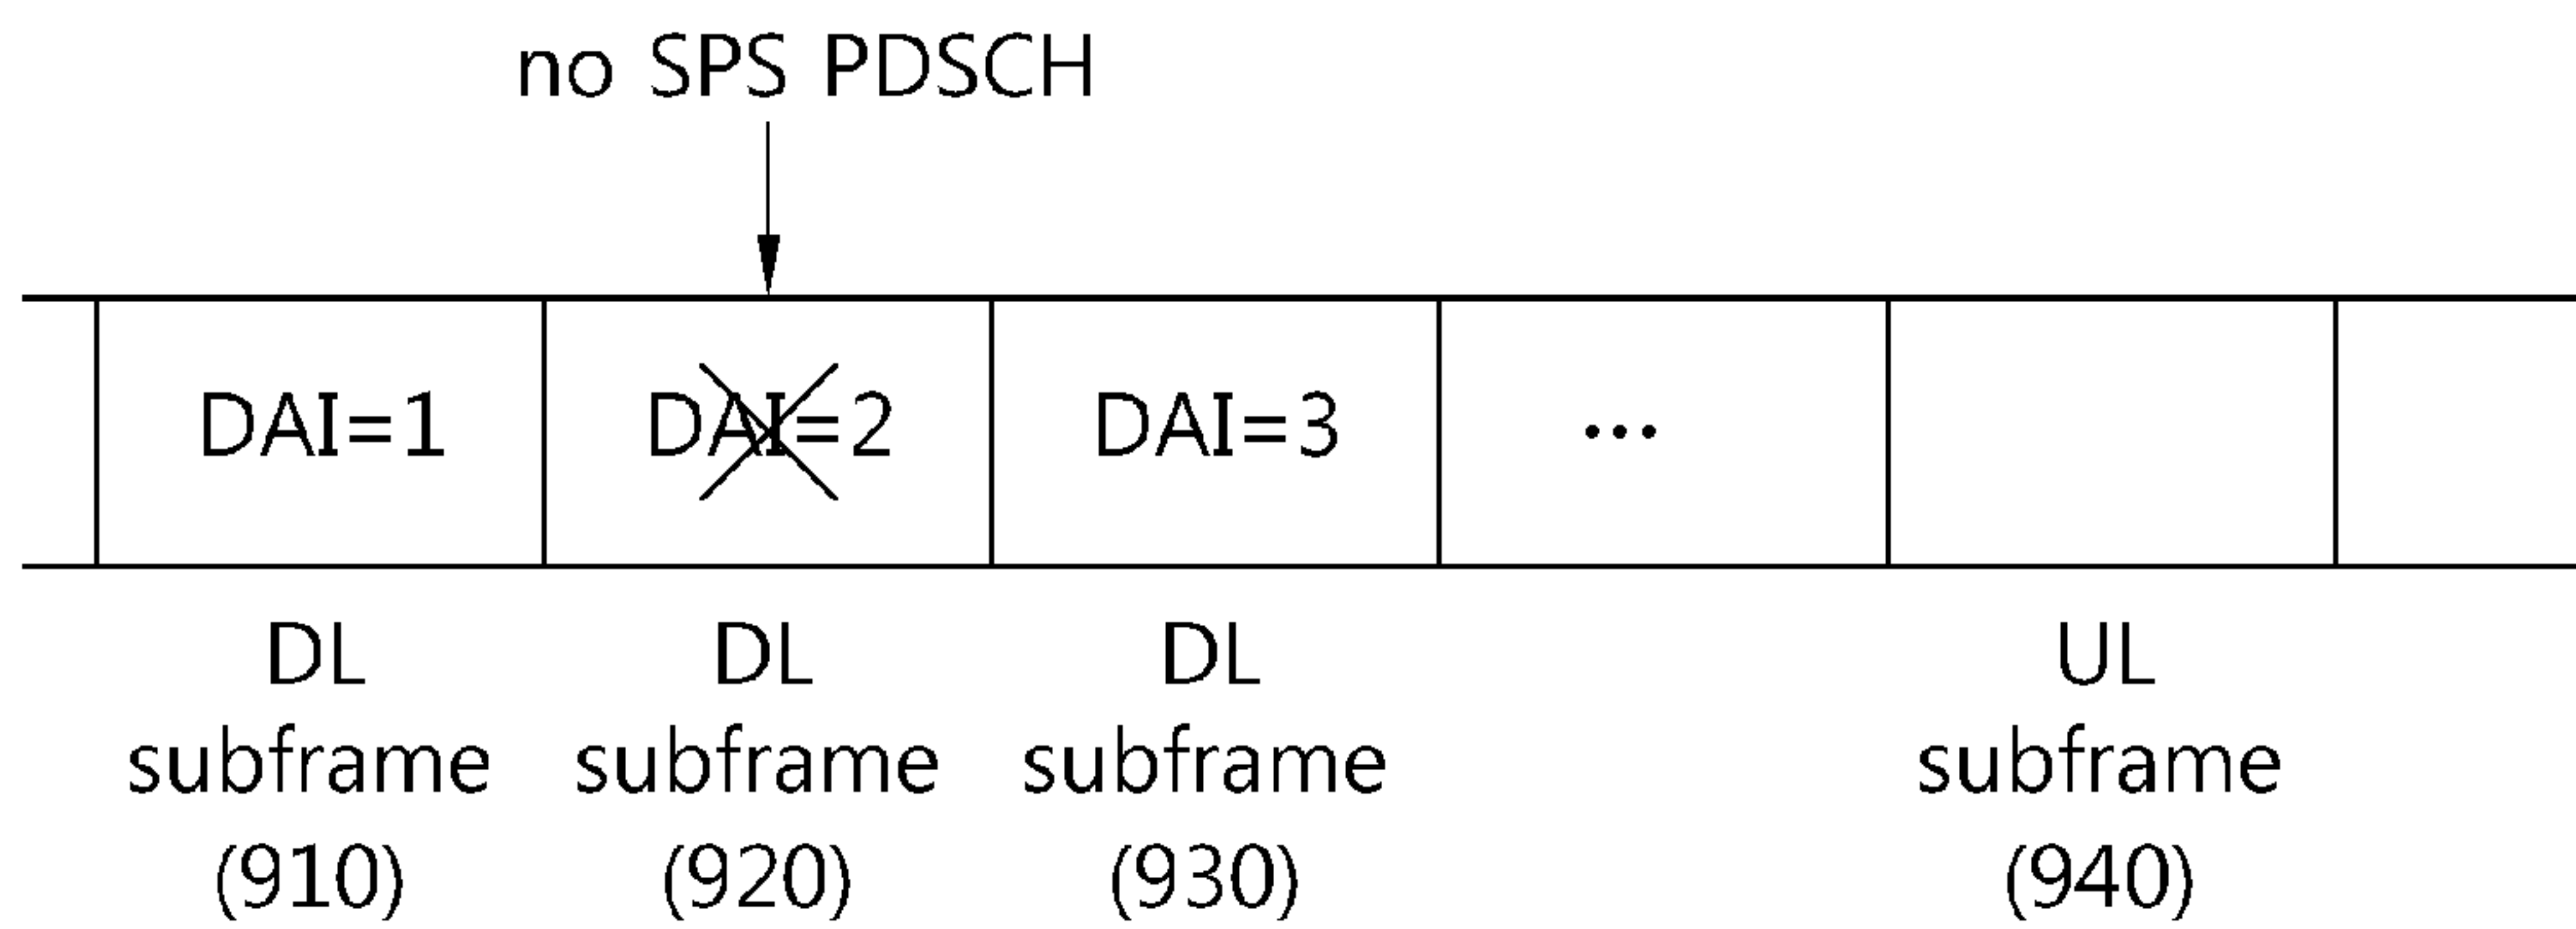 no SPS PDSCH
DAI=1 DAI=2 DAI=3 ...
DL DL DL UL
subframe subframe subframe subframe
(910) (920) (930) (940)